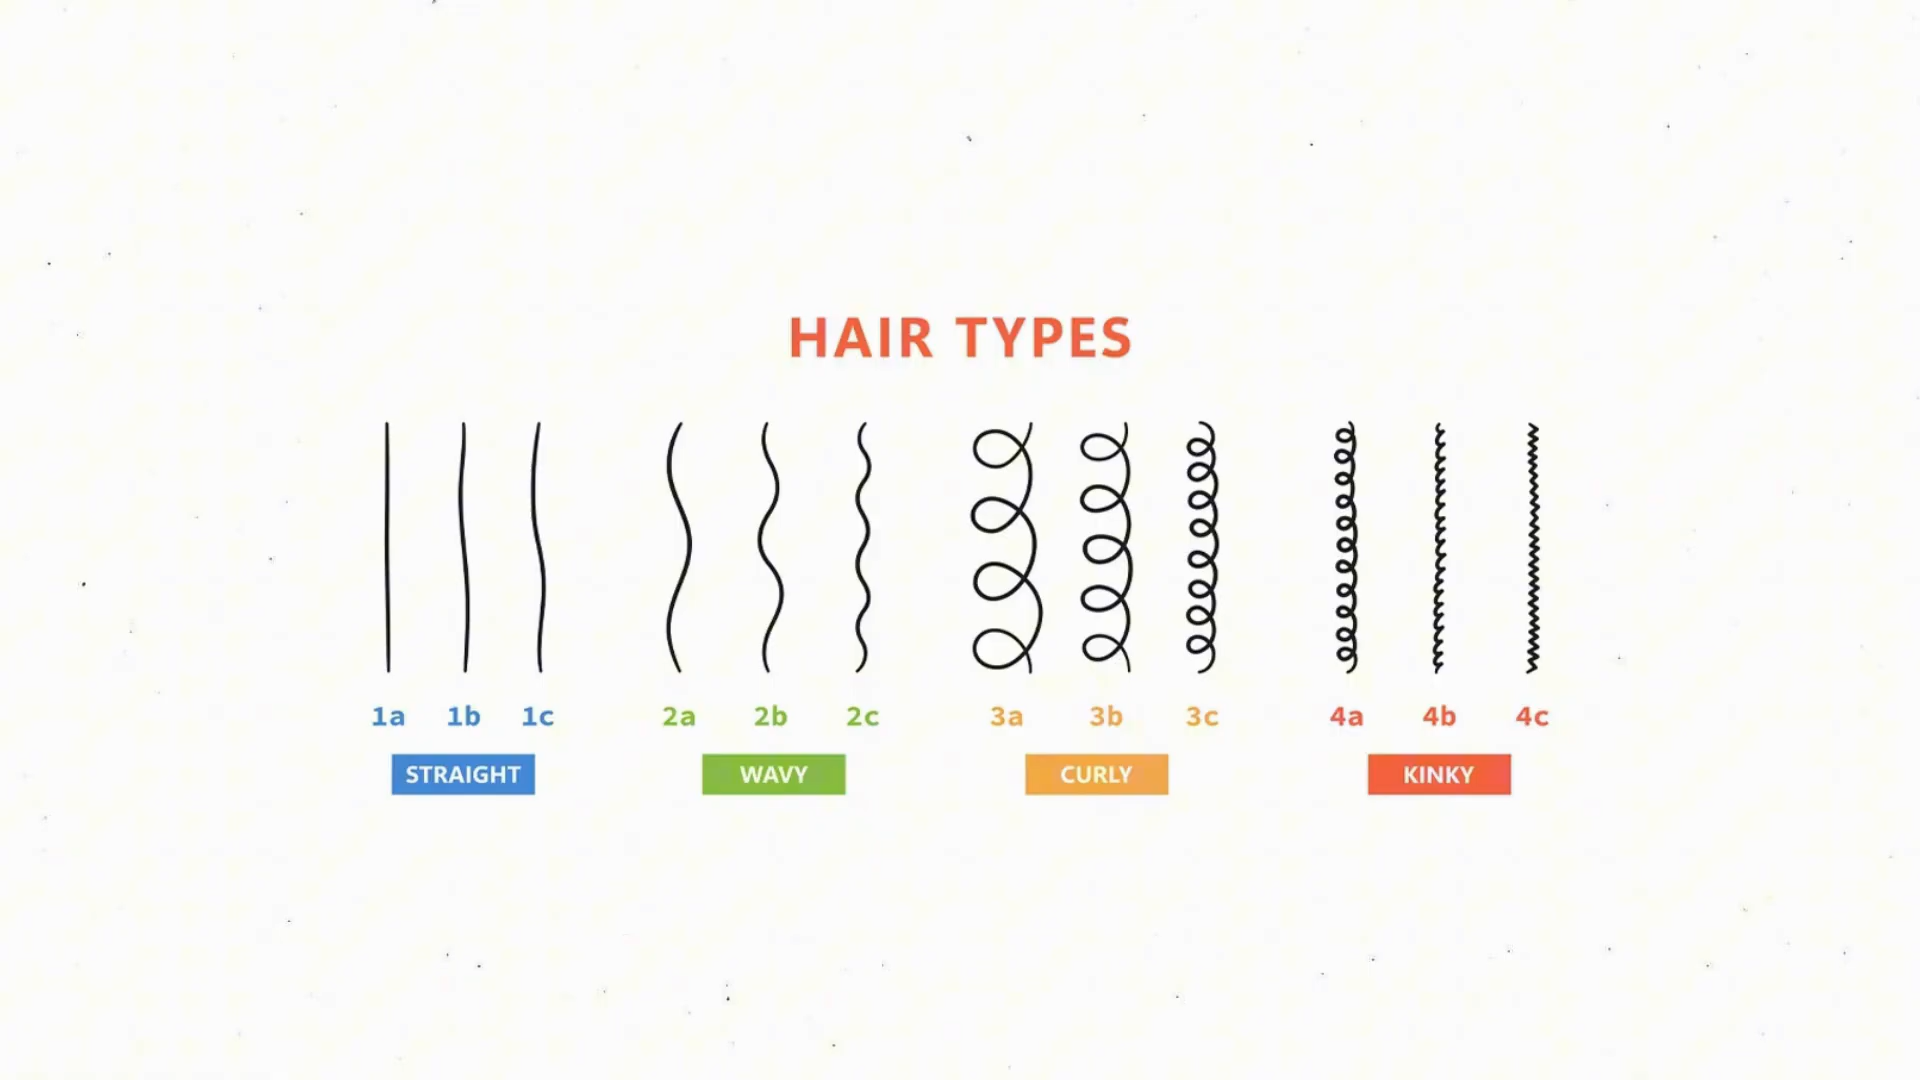 HAIR TYPES
1a 1b 1c 2a 2b 2c 3a 3b 3c 4a 4b 4c
STRAIGHT WAVY CURLY KINKY